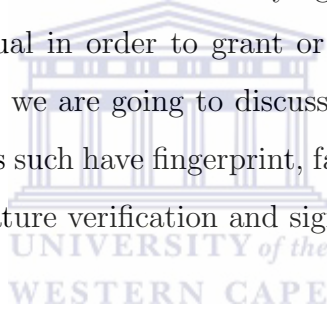 ual in order to grant or
we are going to discuss
s such have fingerprint, fa
ture verification and sig
UNIVERSITY of the
WESTERN CAPE